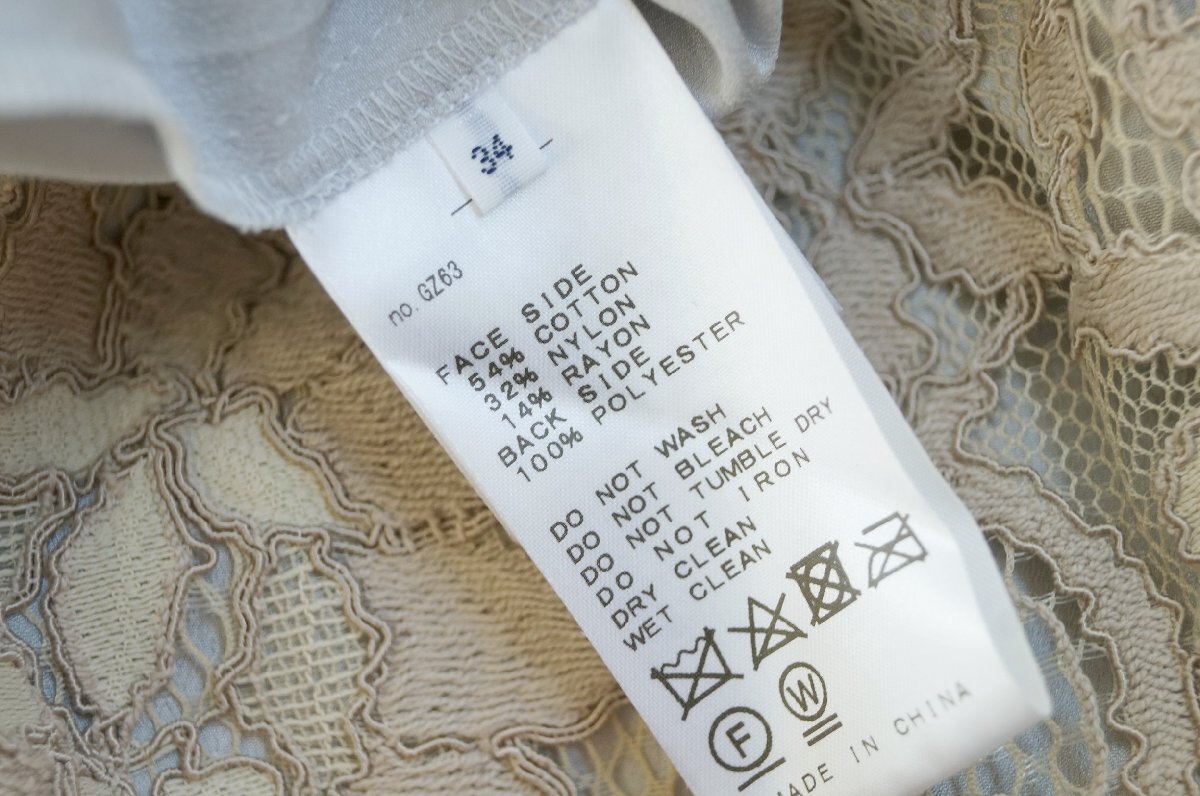 34
no. GZ63
FACE SIDE
54% COTTON
32% NYLON
14% RAYON
BACK SIDE
100% POLYESTER
DO NOT WASH
DO NOT BLEACH
DO NOT TUMBLE DRY
DO NOT IRON
DRY CLEAN
WET CLEAN
F W
MADE IN CHINA